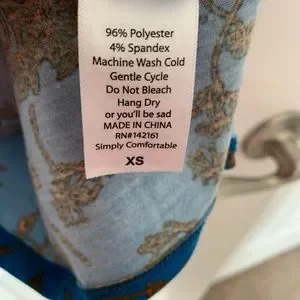 96% Polyester
4% Spandex
Machine Wash Cold
Gentle Cycle
Do Not Bleach
Hang Dry
or you'll be sad
MADE IN CHINA
RN#142161
Simply Comfortable
XS